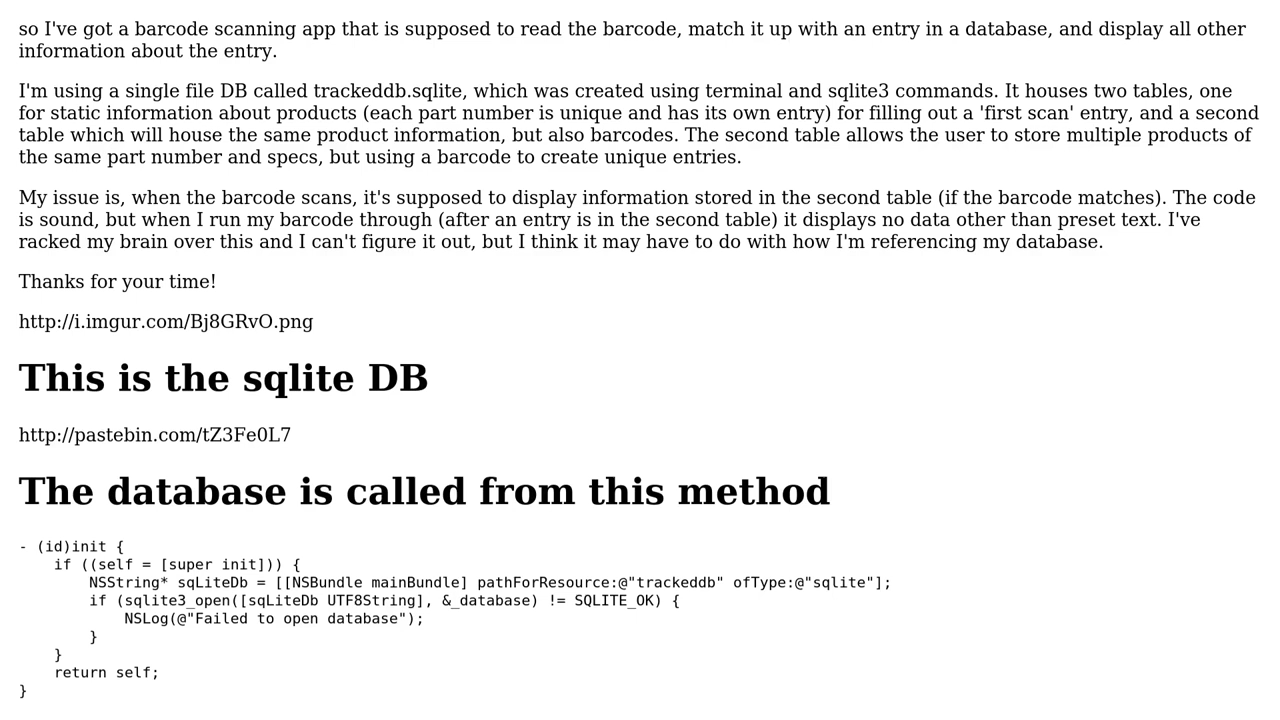 so I've got a barcode scanning app that is supposed to read the barcode, match it up with an entry in a database, and display all other
information about the entry.
I'm using a single file DB called trackeddb.sqlite, which was created using terminal and sqlite3 commands. It houses two tables, one
for static information about products (each part number is unique and has its own entry) for filling out a 'first scan' entry, and a second
table which will house the same product information, but also barcodes. The second table allows the user to store multiple products of
the same part number and specs, but using a barcode to create unique entries.
My issue is, when the barcode scans, it's supposed to display information stored in the second table (if the barcode matches). The code
is sound, but when I run my barcode through (after an entry is in the second table) it displays no data other than preset text. I've
racked my brain over this and I can't figure it out, but I think it may have to do with how I'm referencing my database.
Thanks for your time!
http://i.imgur.com/Bj8GRvO.png
This is the sqlite DB
http://pastebin.com/tZ3Fe0L7
The database is called from this method
- (id)init {
    if ((self = [super init])) {
        NSString* sqLiteDb = [[NSBundle mainBundle] pathForResource:@"trackeddb" ofType:@"sqlite"];
        if (sqlite3_open([sqLiteDb UTF8String], &_database) != SQLITE_OK) {
            NSLog(@"Failed to open database");
        }
    }
    return self;
}